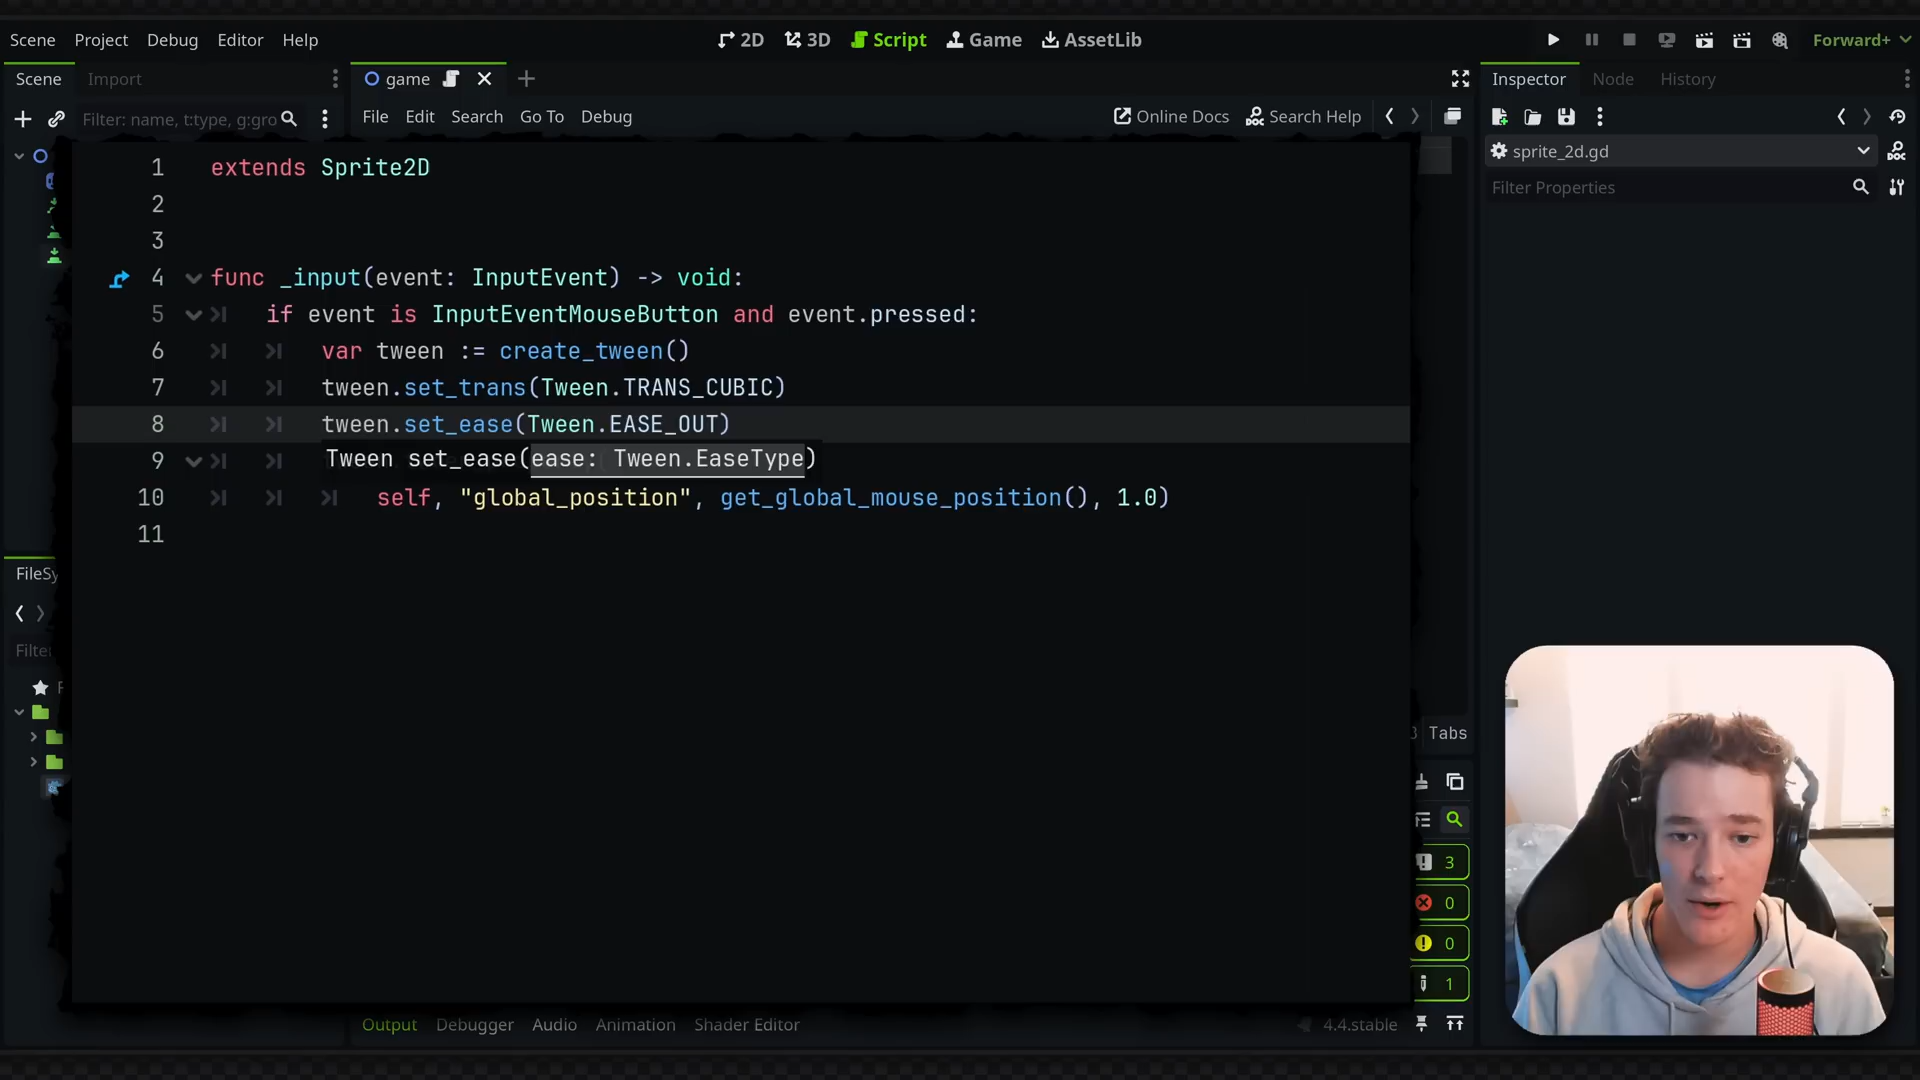 Scene Project Debug Editor Help
2D 3D Script Game AssetLib
Forward+
Scene Import
game
Inspector Node History
Filter: name, t:type, g:gro
File Edit Search Go To Debug
Online Docs Search Help
sprite_2d.gd
Filter Properties
1 extends Sprite2D
2
3
4 func _input(event: InputEvent) -> void:
5 if event is InputEventMouseButton and event.pressed:
6 var tween := create_tween()
7 tween.set_trans(Tween.TRANS_CUBIC)
8 tween.set_ease(Tween.EASE_OUT)
9 Tween set_ease(ease: Tween.EaseType)
10 self, "global_position", get_global_mouse_position(), 1.0)
11
FileSy
Filte
Tabs
3
0
0
1
Output Debugger Audio Animation Shader Editor
4.4.stable